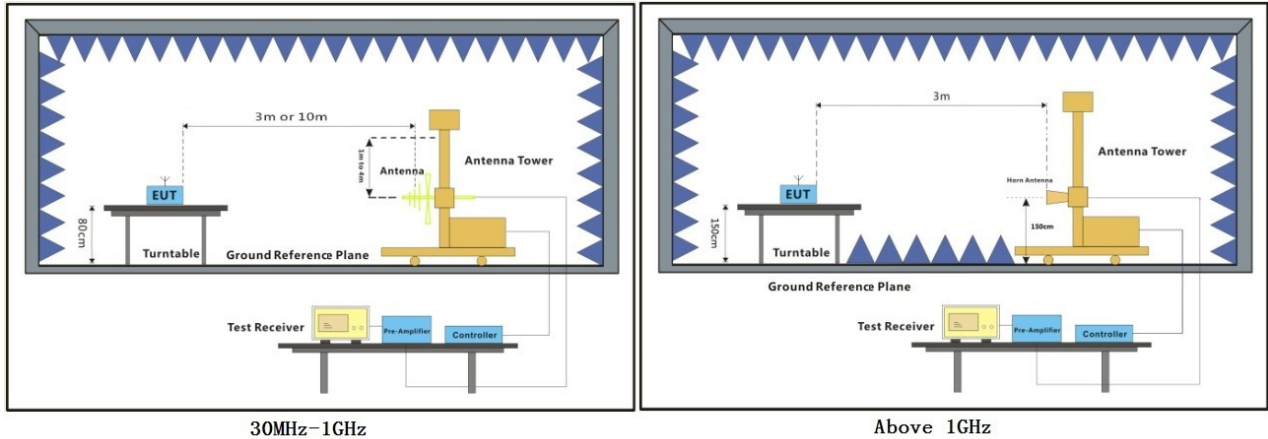 3m or 10m
1m to 4m
Antenna
Antenna Tower
EUT
80cm
Turntable
Ground Reference Plane
Test Receiver
Pre-Amplifier
Controller
30MHz-1GHz
3m
Antenna Tower
Horn Antenna
EUT
150cm
150cm
Turntable
Ground Reference Plane
Test Receiver
Pre-Amplifier
Controller
Above 1GHz